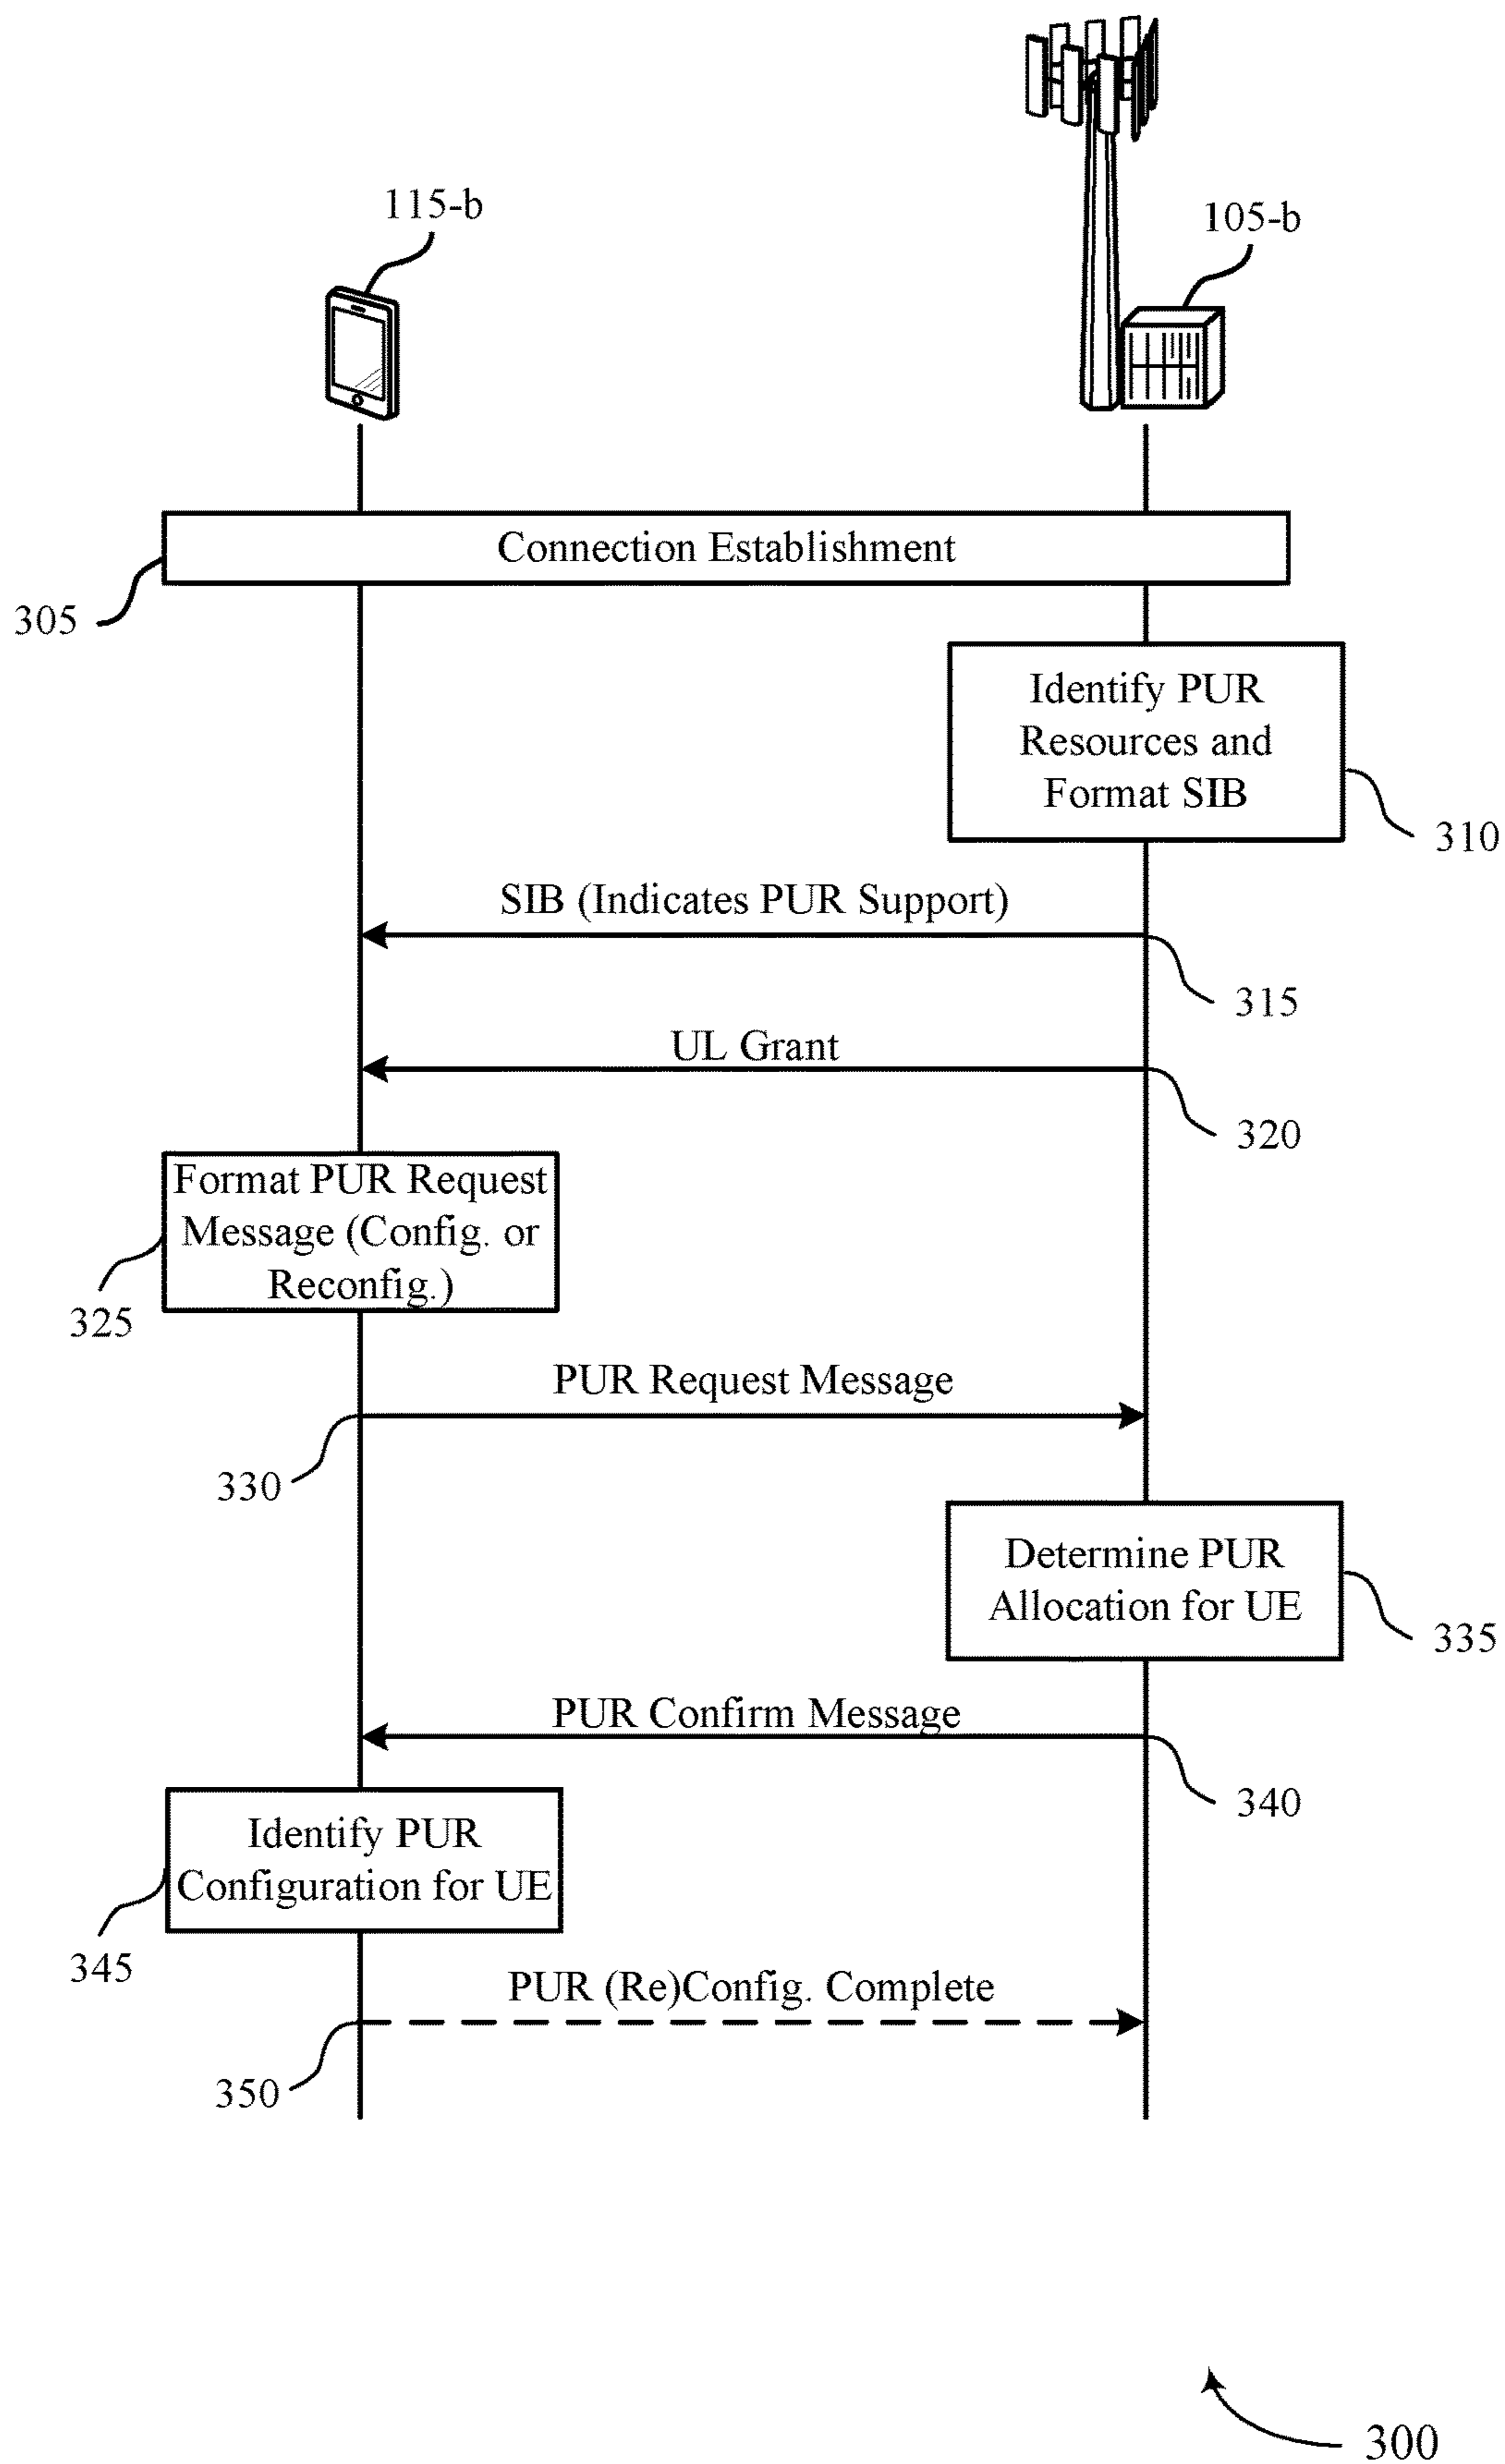 115-b
105-b
Connection Establishment
305
Identify PUR
Resources and
Format SIB
310
SIB (Indicates PUR Support)
315
UL Grant
320
Format PUR Request
Message (Config. or
Reconfig.)
325
PUR Request Message
330
Determine PUR
Allocation for UE
335
PUR Confirm Message
340
Identify PUR
Configuration for UE
345
PUR (Re)Config. Complete
350
300